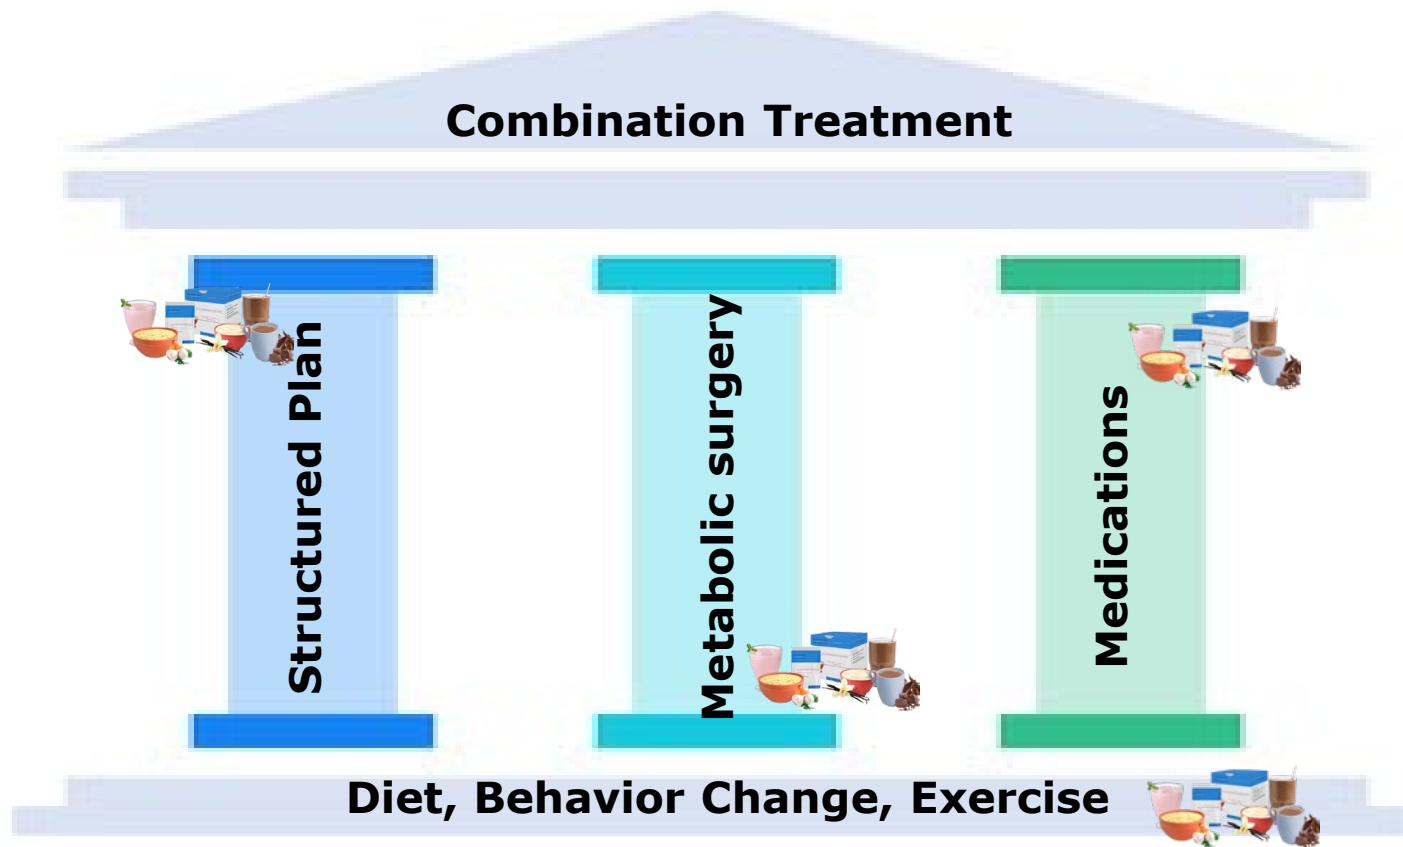 Combination Treatment
Structured Plan
Metabolic surgery
Medications
Diet, Behavior Change, Exercise